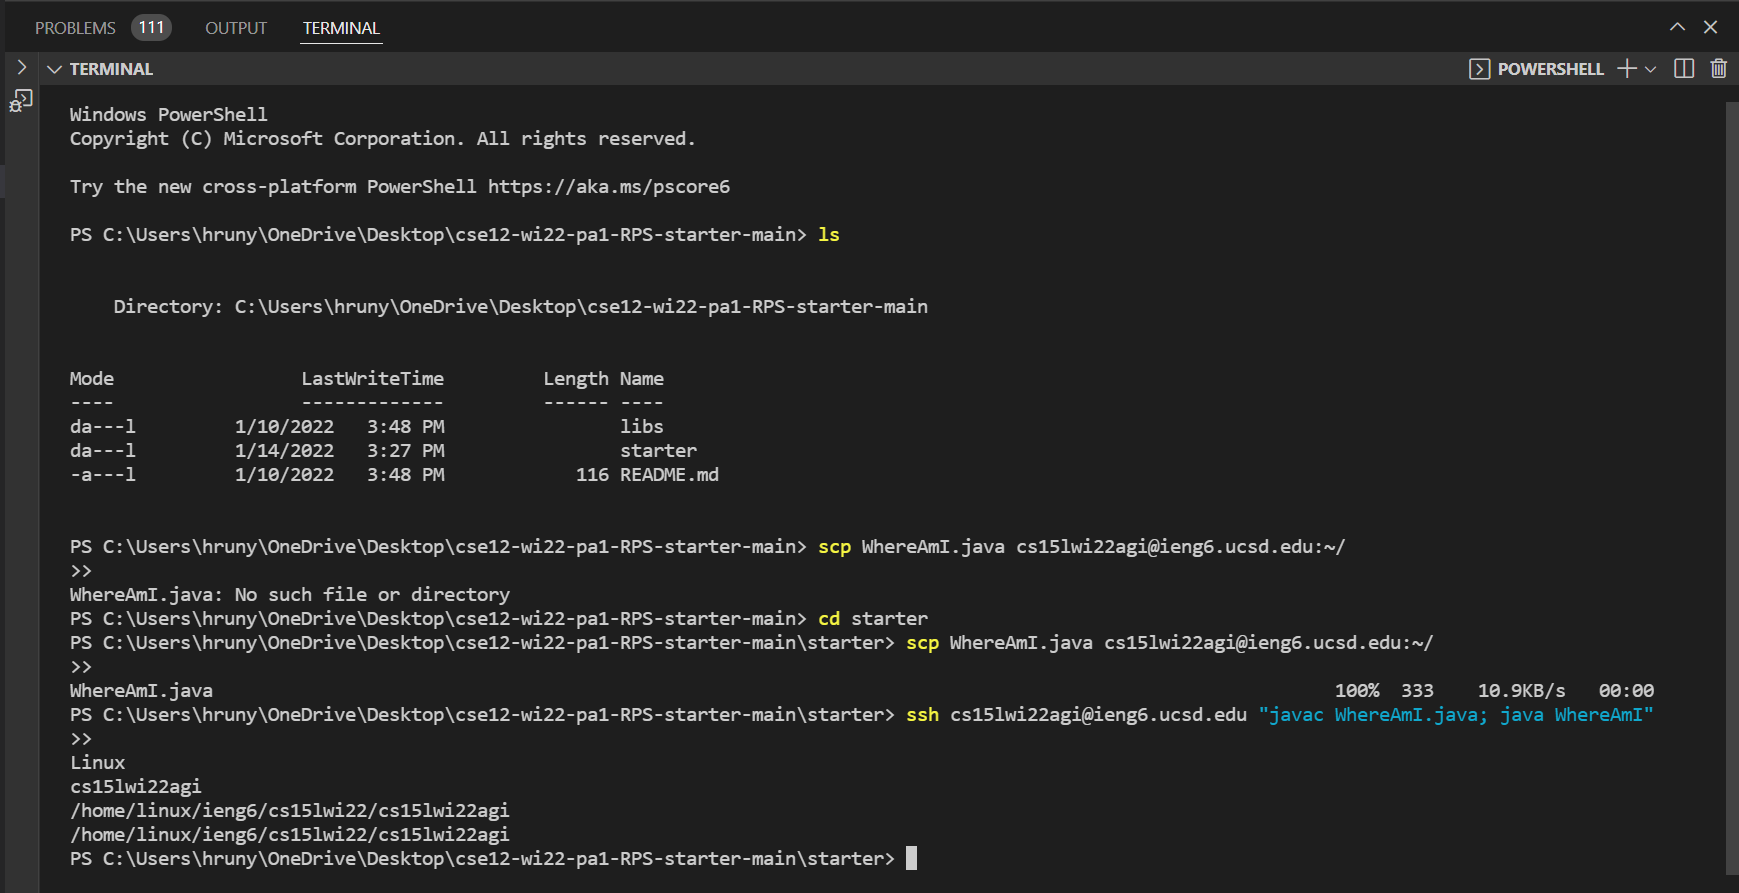 PROBLEMS 111 OUTPUT TERMINAL
TERMINAL POWERSHELL
Windows PowerShell
Copyright (C) Microsoft Corporation. All rights reserved.
Try the new cross-platform PowerShell https://aka.ms/pscore6
PS C:\Users\hruny\OneDrive\Desktop\cse12-wi22-pa1-RPS-starter-main> ls
Directory: C:\Users\hruny\OneDrive\Desktop\cse12-wi22-pa1-RPS-starter-main
Mode LastWriteTime Length Name
---- ------------- ------ ----
da---l 1/10/2022 3:48 PM libs
da---l 1/14/2022 3:27 PM starter
-a---l 1/10/2022 3:48 PM 116 README.md
PS C:\Users\hruny\OneDrive\Desktop\cse12-wi22-pa1-RPS-starter-main> scp WhereAmI.java cs15lwi22agi@ieng6.ucsd.edu:~/
>>
WhereAmI.java: No such file or directory
PS C:\Users\hruny\OneDrive\Desktop\cse12-wi22-pa1-RPS-starter-main> cd starter
PS C:\Users\hruny\OneDrive\Desktop\cse12-wi22-pa1-RPS-starter-main\starter> scp WhereAmI.java cs15lwi22agi@ieng6.ucsd.edu:~/
>>
WhereAmI.java 100% 333 10.9KB/s 00:00
PS C:\Users\hruny\OneDrive\Desktop\cse12-wi22-pa1-RPS-starter-main\starter> ssh cs15lwi22agi@ieng6.ucsd.edu "javac WhereAmI.java; java WhereAmI"
>>
Linux
cs15lwi22agi
/home/linux/ieng6/cs15lwi22/cs15lwi22agi
/home/linux/ieng6/cs15lwi22/cs15lwi22agi
PS C:\Users\hruny\OneDrive\Desktop\cse12-wi22-pa1-RPS-starter-main\starter>